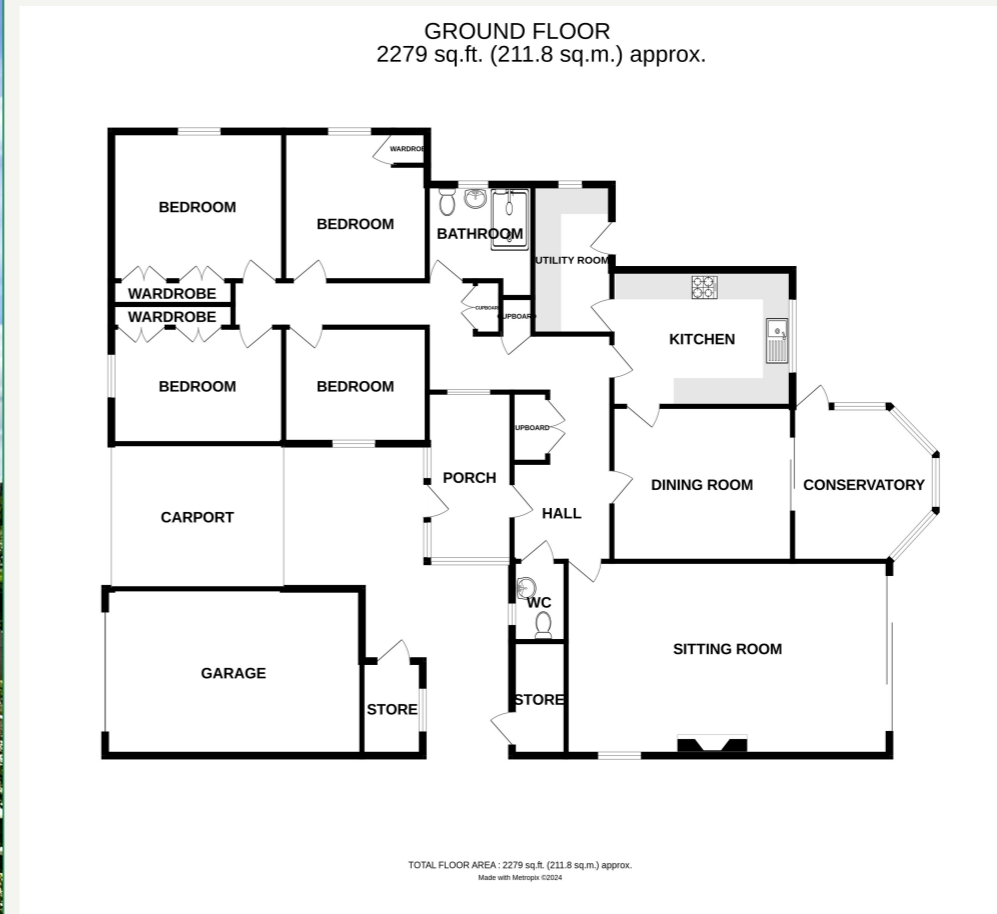 GROUND FLOOR
2279 sq.ft. (211.8 sq.m.) approx.
WARDROBE
BEDROOM
BEDROOM
BATHROOM
UTILITY ROOM
WARDROBE
CUPBOARD
WARDROBE
UPBOARD
KITCHEN
BEDROOM
BEDROOM
UPBOARD
PORCH
DINING ROOM
CONSERVATORY
CARPORT
HALL
WC
SITTING ROOM
GARAGE
STORE
STORE
TOTAL FLOOR AREA : 2279 sq.ft. (211.8 sq.m.) approx.
Made with Metropix ©2024